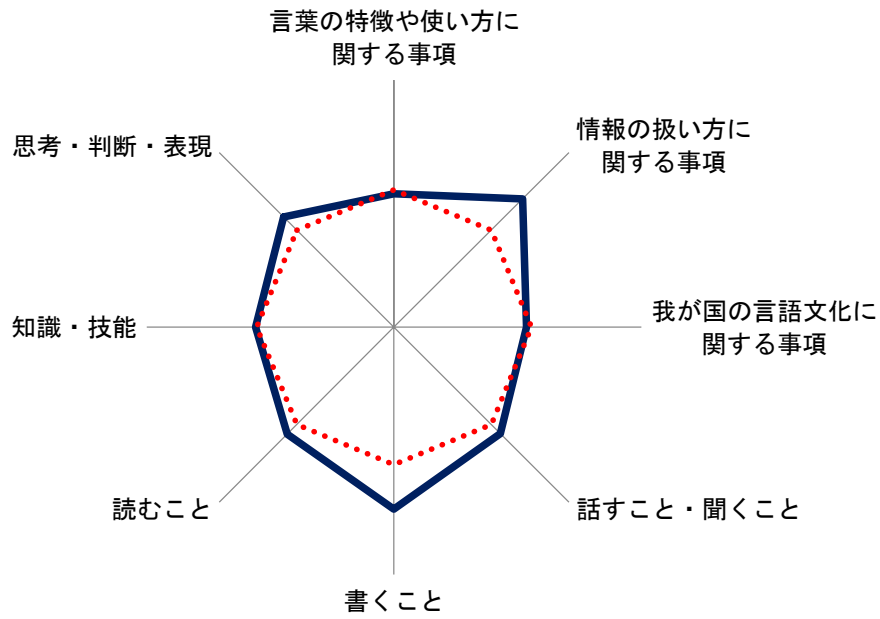 言葉の特徴や使い方に
関する事項
情報の扱い方に
関する事項
我が国の言語文化に
関する事項
話すこと・聞くこと
書くこと
読むこと
知識・技能
思考・判断・表現